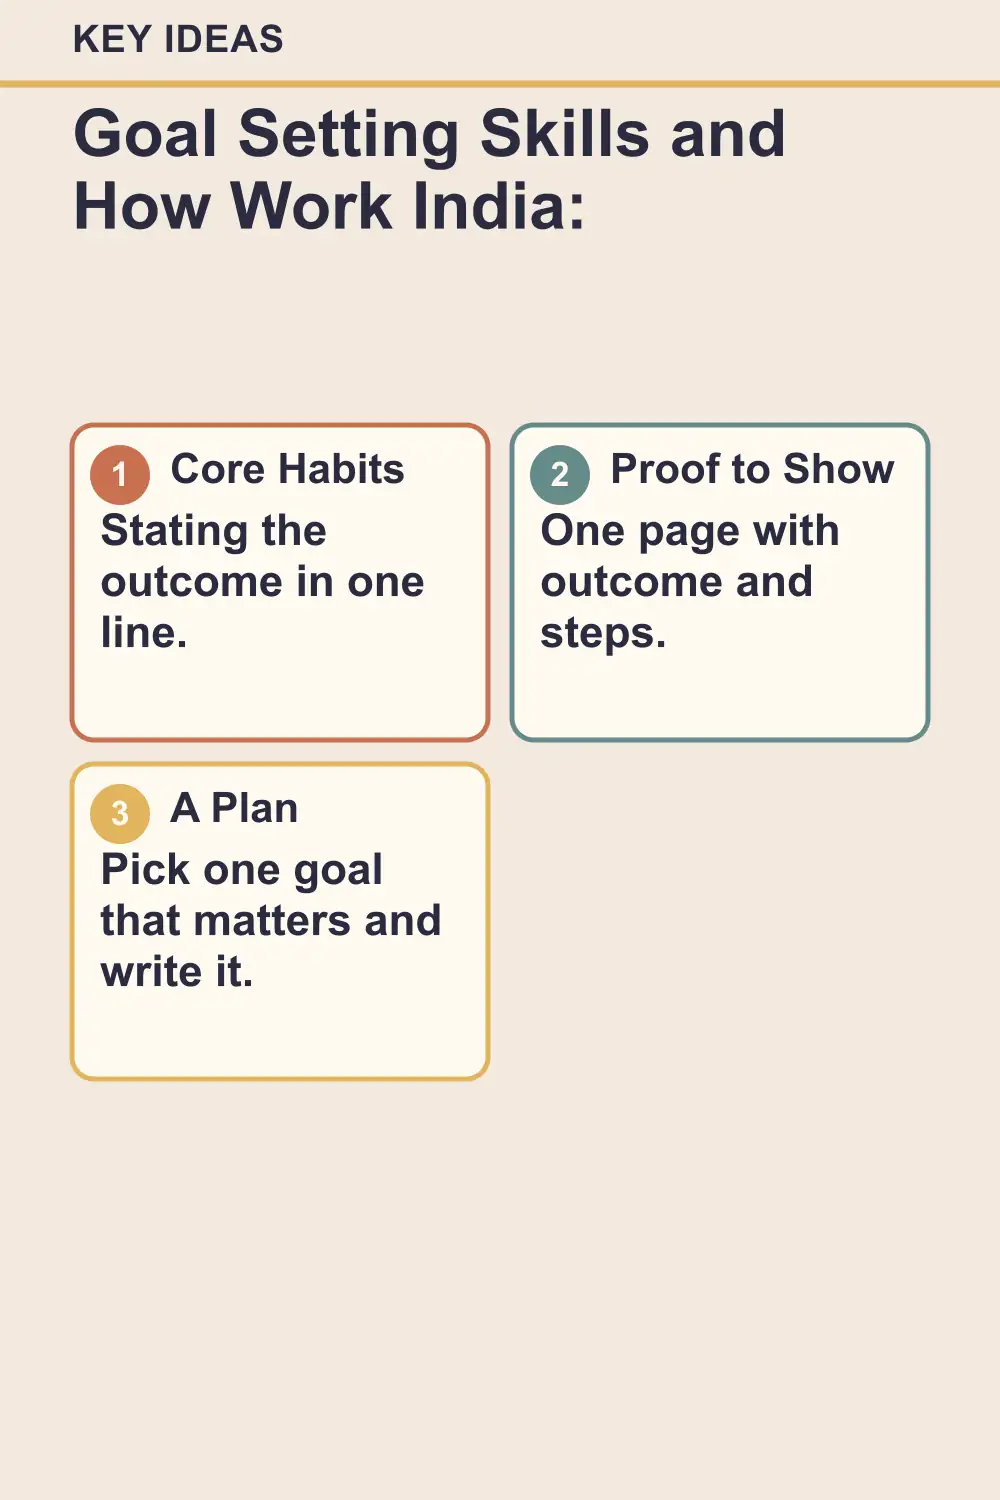 KEY IDEAS
Goal Setting Skills and
How Work India:
1 Core Habits
Stating the
outcome in one
line.
2 Proof to Show
One page with
outcome and
steps.
3 A Plan
Pick one goal
that matters and
write it.